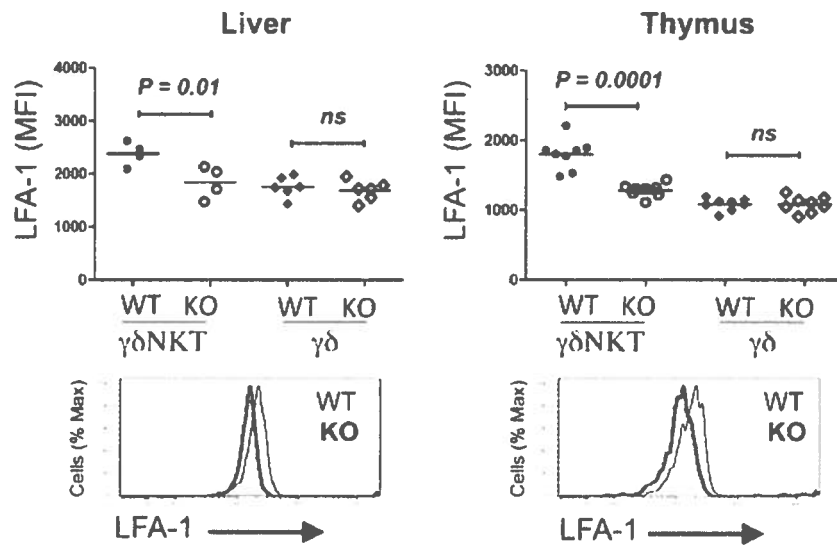 Liver
4000
3000
2000
1000
0
LFA-1 (MFI)
P = 0.01
ns
WT KO WT KO
γδNKT γδ
Thymus
3000
2000
1000
0
LFA-1 (MFI)
P = 0.0001
ns
WT KO WT KO
γδNKT γδ
Cells (% Max)
WT
KO
LFA-1
Cells (% Max)
WT
KO
LFA-1